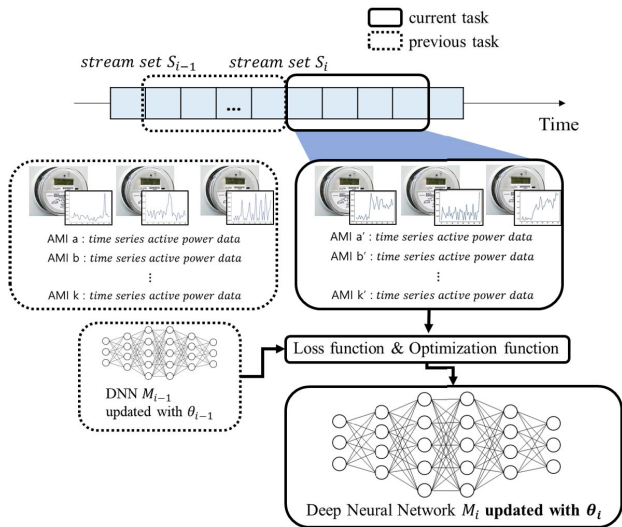 current task
previous task
stream set S_{i−1}
stream set S_i
...
Time
AMI a : time series active power data
AMI b : time series active power data
⋮
AMI k : time series active power data
AMI a′ : time series active power data
AMI b′ : time series active power data
⋮
AMI k′ : time series active power data
Loss function & Optimization function
DNN M_{i−1}
updated with θ_{i−1}
Deep Neural Network M_i updated with θ_i